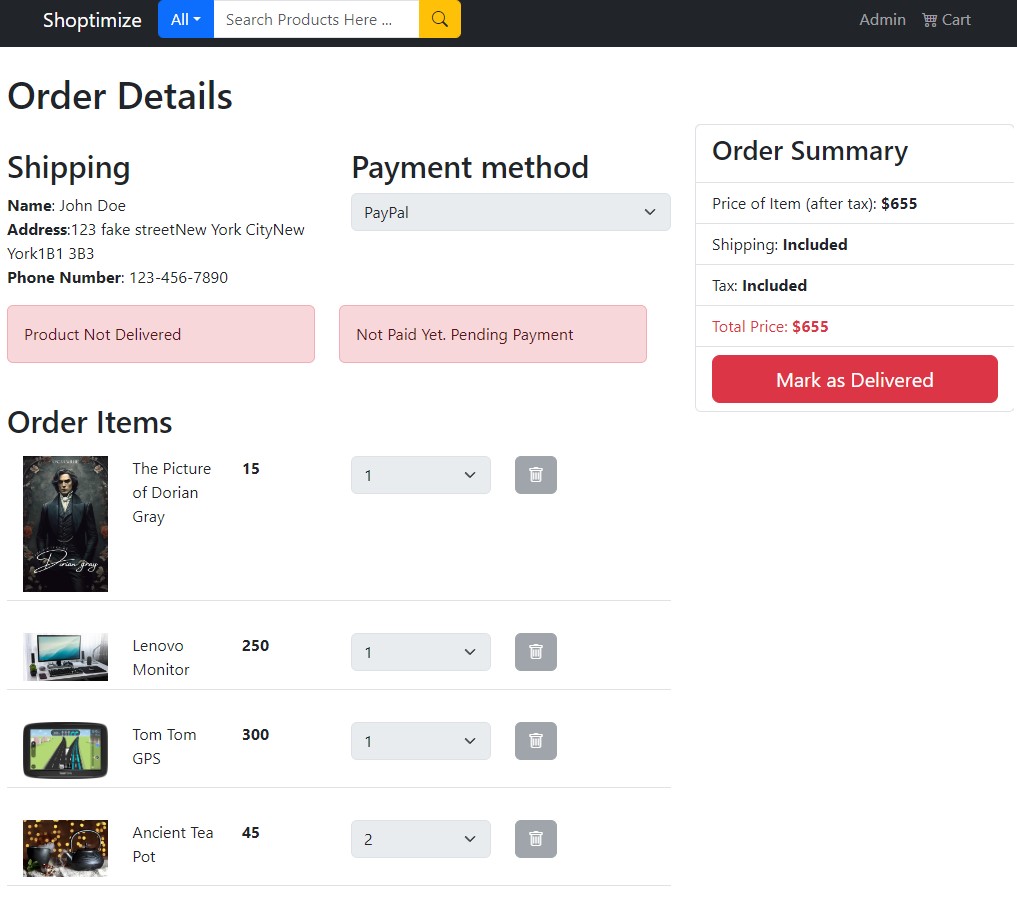 Shoptimize All Search Products Here ... Admin Cart
Order Details
Shipping
Name: John Doe
Address:123 fake streetNew York CityNew
York1B1 3B3
Phone Number: 123-456-7890
Payment method
PayPal
Product Not Delivered
Not Paid Yet. Pending Payment
Order Summary
Price of Item (after tax): $655
Shipping: Included
Tax: Included
Total Price: $655
Mark as Delivered
Order Items
The Picture
of Dorian
Gray
15
1
Dorian gray
Lenovo
Monitor
250
1
Tom Tom
GPS
300
1
Ancient Tea
Pot
45
2